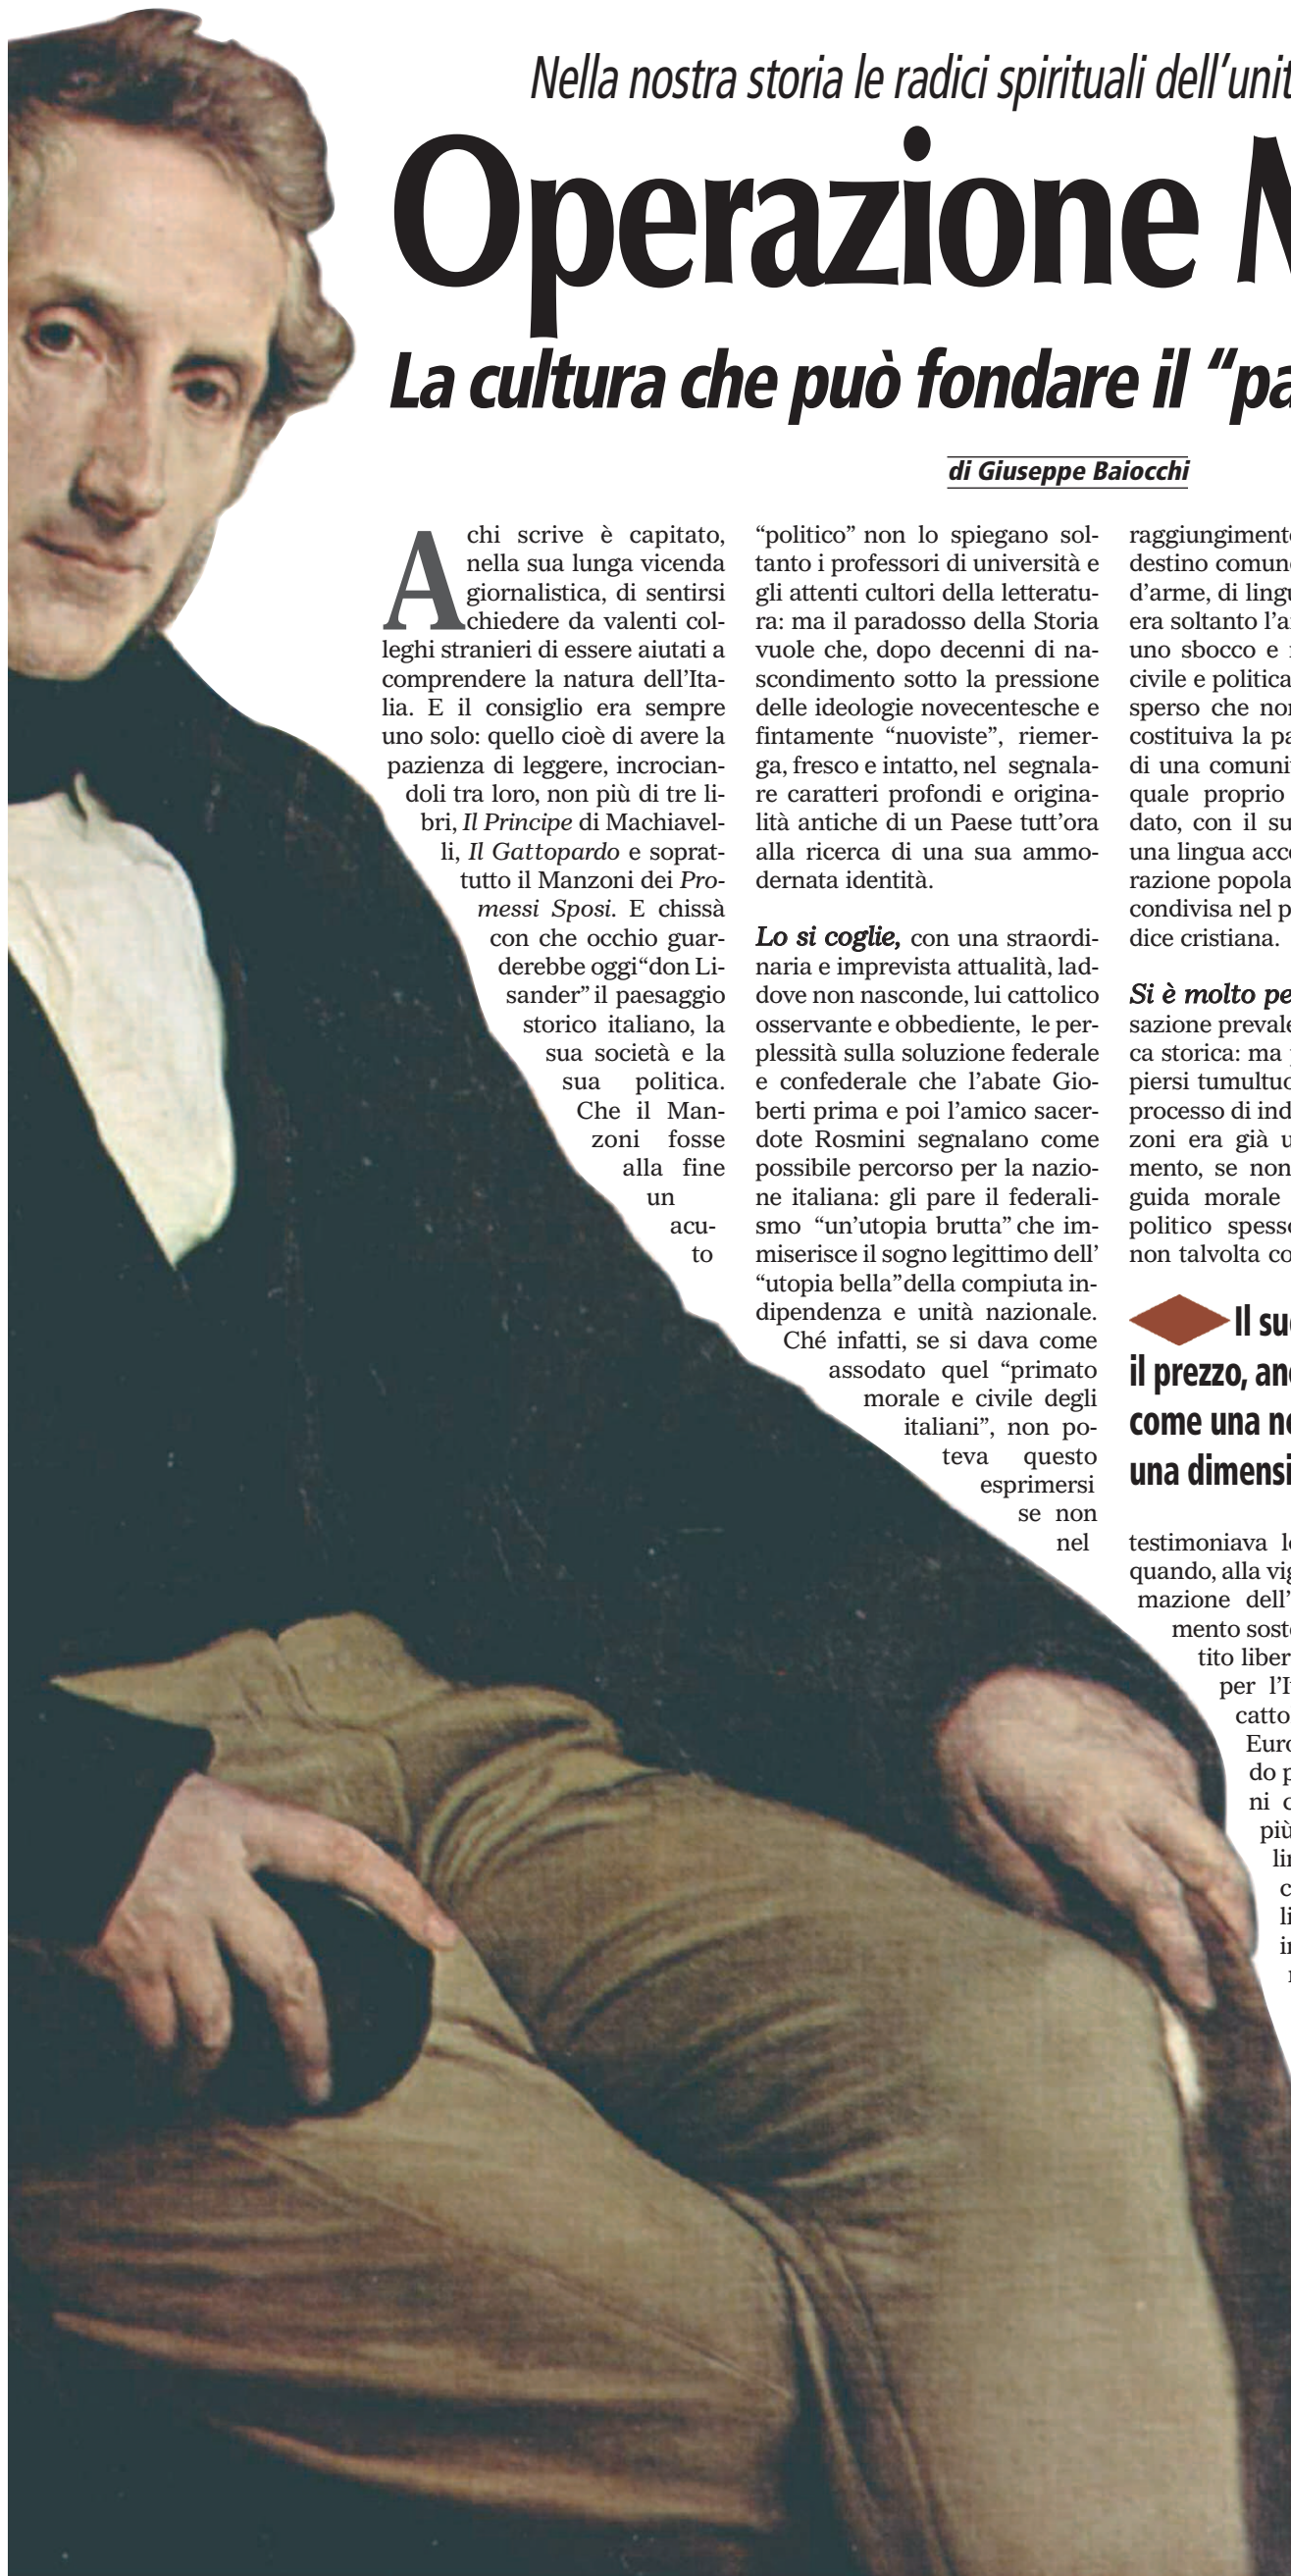 Nella nostra storia le radici spirituali dell'unit
Operazione
La cultura che può fondare il “pa
di Giuseppe Baiocchi
A chi scrive è capitato,
nella sua lunga vicenda
giornalistica, di sentirsi
chiedere da valenti col-
leghi stranieri di essere aiutati a
comprendere la natura dell'Ita-
lia. E il consiglio era sempre
uno solo: quello cioè di avere la
pazienza di leggere, incrocian-
doli tra loro, non più di tre li-
bri, Il Principe di Machiavel-
li, Il Gattopardo e soprat-
tutto il Manzoni dei Pro-
messi Sposi. E chissà
con che occhio guar-
derebbe oggi“don Li-
sander” il paesaggio
storico italiano, la
sua società e la
sua politica.
Che il Man-
zoni fosse
alla fine
un
acu-
to
“politico” non lo spiegano sol-
tanto i professori di università e
gli attenti cultori della letteratu-
ra: ma il paradosso della Storia
vuole che, dopo decenni di na-
scondimento sotto la pressione
delle ideologie novecentesche e
fintamente “nuoviste”, riemer-
ga, fresco e intatto, nel segnala-
re caratteri profondi e origina-
lità antiche di un Paese tutt'ora
alla ricerca di una sua ammo-
dernata identità.
Lo si coglie, con una straordi-
naria e imprevista attualità, lad-
dove non nasconde, lui cattolico
osservante e obbediente, le per-
plessità sulla soluzione federale
e confederale che l'abate Gio-
berti prima e poi l'amico sacer-
dote Rosmini segnalano come
possibile percorso per la nazio-
ne italiana: gli pare il federali-
smo “un'utopia brutta” che im-
miserisce il sogno legittimo dell'
“utopia bella”della compiuta in-
dipendenza e unità nazionale.
Ché infatti, se si dava come
assodato quel “primato
morale e civile degli
italiani”, non po-
teva questo
esprimersi
se non
nel
raggiungimento
destino comun
d'arme, di lingu
era soltanto l'a
uno sbocco e
civile e politica
sperso che non
costituiva la pa
di una comuni
quale proprio
dato, con il su
una lingua acc
razione popola
condivisa nel p
dice cristiana.
Si è molto pe
sazione preval
ca storica: ma
piersi tumultuo
processo di ind
zoni era già u
mento, se non
guida morale
politico spess
non talvolta co
Il su
il prezzo, an
come una n
una dimensi
testimoniava l
quando, alla vig
mazione dell'
mento sost
tito liber
per l'I
catto
Euro
do p
ni
più
li
c
li
i